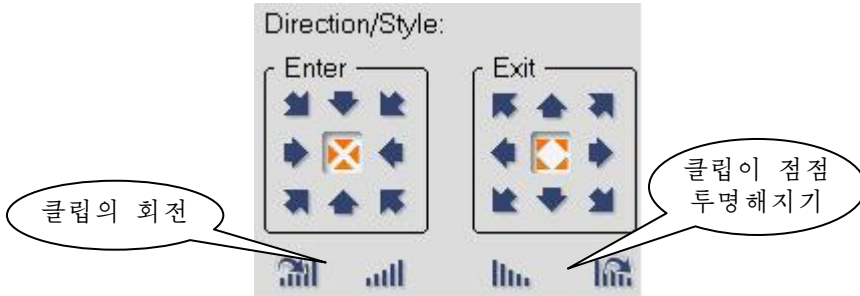 Direction/Style:
Enter
Exit
클립의 회전
클립이 점점
투명해지기